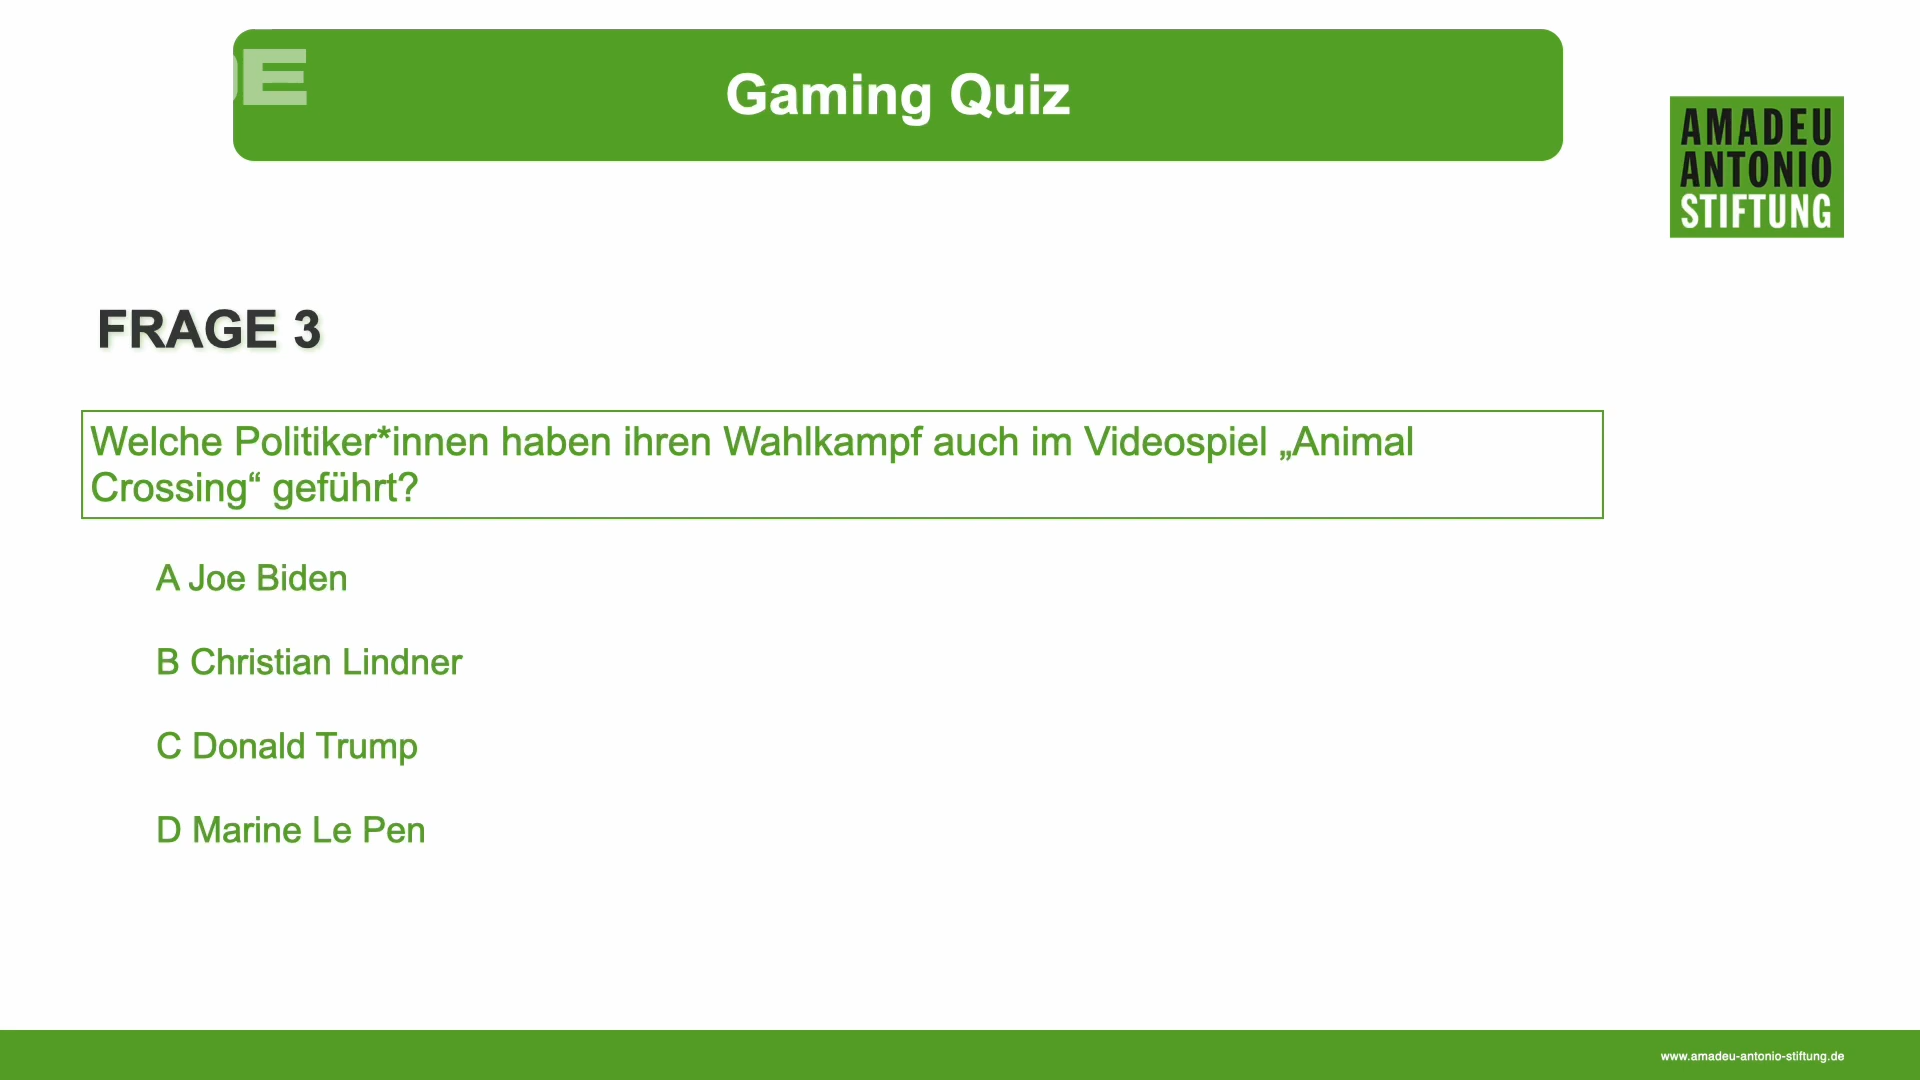 E
Gaming Quiz
AMADEU
ANTONIO
STIFTUNG
FRAGE 3
Welche Politiker*innen haben ihren Wahlkampf auch im Videospiel „Animal
Crossing“ geführt?
A Joe Biden
B Christian Lindner
C Donald Trump
D Marine Le Pen
www.amadeu-antonio-stiftung.de